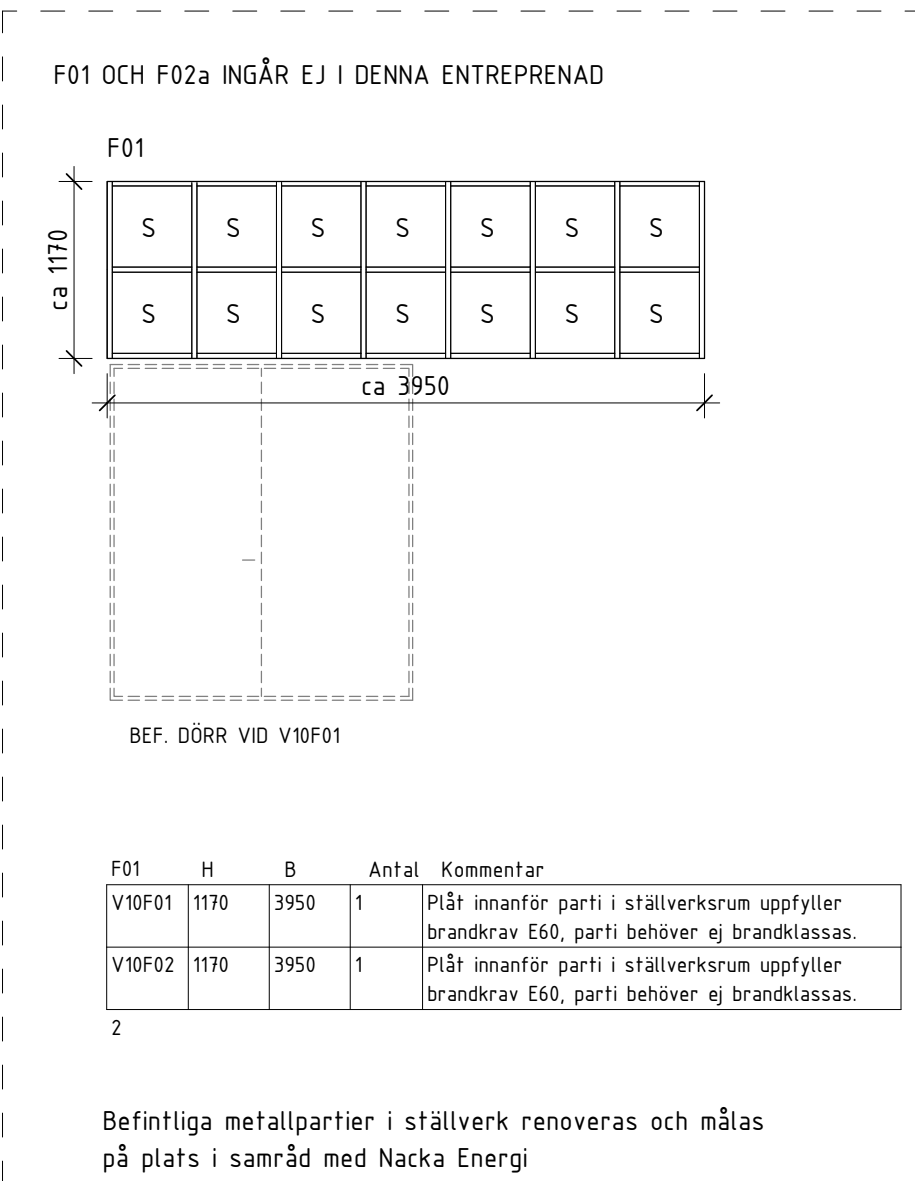 F01 OCH F02a INGÅR EJ I DENNA ENTREPRENAD
F01
ca 1170
S S S S S S S
S S S S S S S
ca 3950
BEF. DÖRR VID V10F01
F01 H B Antal Kommentar
V10F01 1170 3950 1 Plåt innanför parti i ställverksrum uppfyller
brandkrav E60, parti behöver ej brandklassas.
V10F02 1170 3950 1 Plåt innanför parti i ställverksrum uppfyller
brandkrav E60, parti behöver ej brandklassas.
2
Befintliga metallpartier i ställverk renoveras och målas
på plats i samråd med Nacka Energi